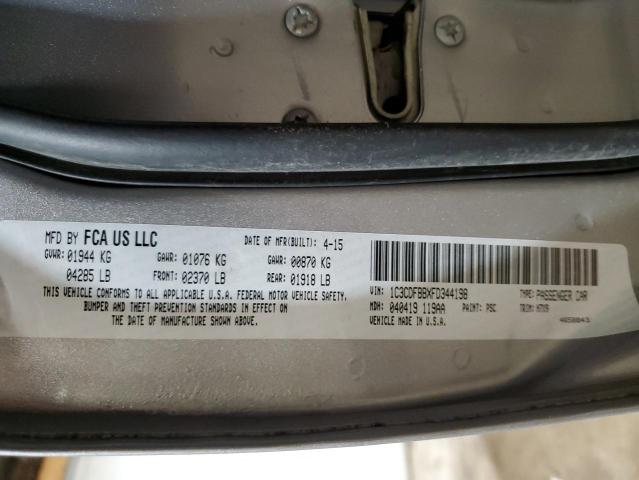 MFD BY FCA US LLC DATE OF MFR(BUILT): 4-15
GVWR: 01944 KG GAWR: 01076 KG GAWR: 00870 KG
04285 LB FRONT: 02370 LB REAR: 01918 LB
THIS VEHICLE CONFORMS TO ALL APPLICABLE U.S.A. FEDERAL MOTOR VEHICLE SAFETY,
BUMPER AND THEFT PREVENTION STANDARDS IN EFFECT ON
THE DATE OF MANUFACTURE SHOWN ABOVE.
VIN: 1C3CDFBBXFD344198 TYPE: PASSENGER CAR
MDH: 040419 119AA PAINT: PSC TRIM:
VEHICLE MADE IN U.S.A.